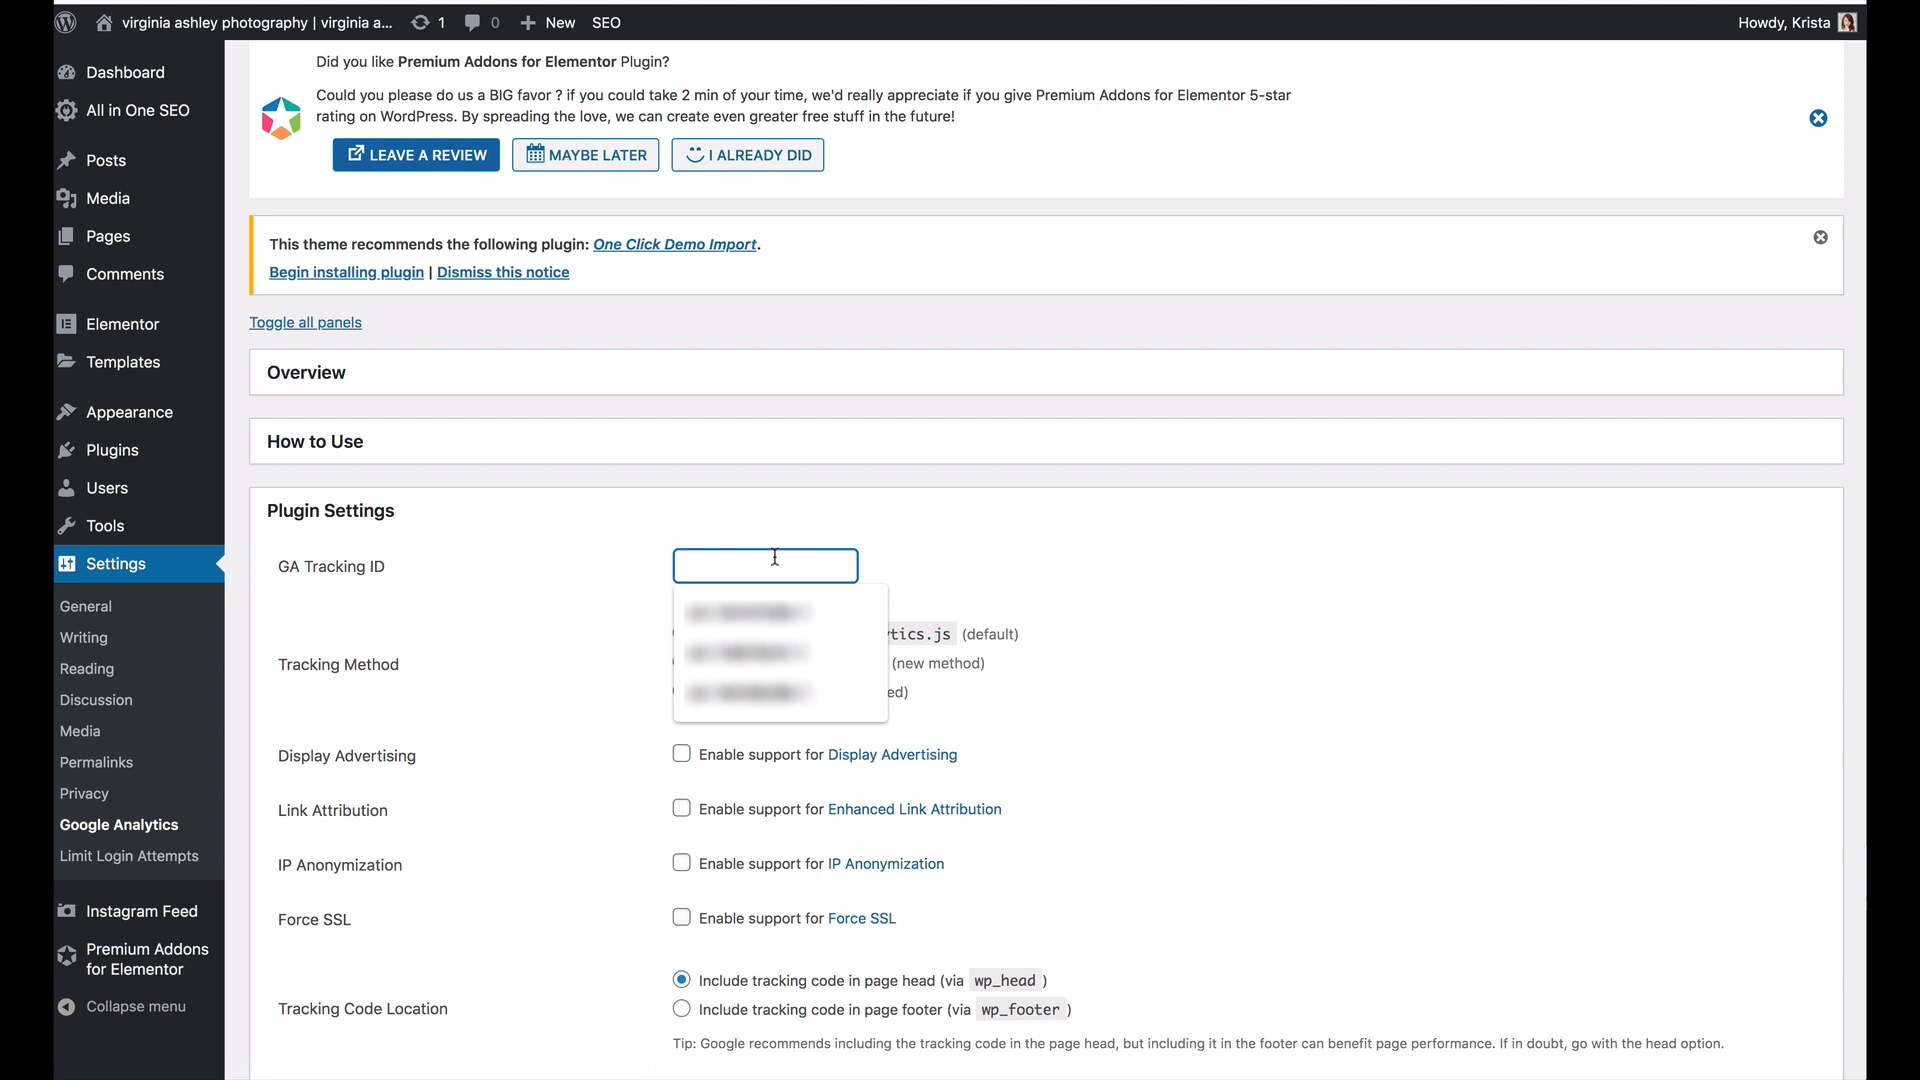 virginia ashley photography | virginia a... 1 0 New SEO
Howdy, Krista
Dashboard
All in One SEO
Posts
Media
Pages
Comments
Elementor
Templates
Appearance
Plugins
Users
Tools
Settings
General
Writing
Reading
Discussion
Media
Permalinks
Privacy
Google Analytics
Limit Login Attempts
Instagram Feed
Premium Addons
for Elementor
Collapse menu
Did you like Premium Addons for Elementor Plugin?
Could you please do us a BIG favor ? if you could take 2 min of your time, we'd really appreciate if you give Premium Addons for Elementor 5-star
rating on WordPress. By spreading the love, we can create even greater free stuff in the future!
LEAVE A REVIEW MAYBE LATER I ALREADY DID
This theme recommends the following plugin: One Click Demo Import.
Begin installing plugin | Dismiss this notice
Toggle all panels
Overview
How to Use
Plugin Settings
GA Tracking ID
Tracking Method
tics.js (default)
(new method)
ed)
Display Advertising
Enable support for Display Advertising
Link Attribution
Enable support for Enhanced Link Attribution
IP Anonymization
Enable support for IP Anonymization
Force SSL
Enable support for Force SSL
Tracking Code Location
Include tracking code in page head (via wp_head )
Include tracking code in page footer (via wp_footer )
Tip: Google recommends including the tracking code in the page head, but including it in the footer can benefit page performance. If in doubt, go with the head option.